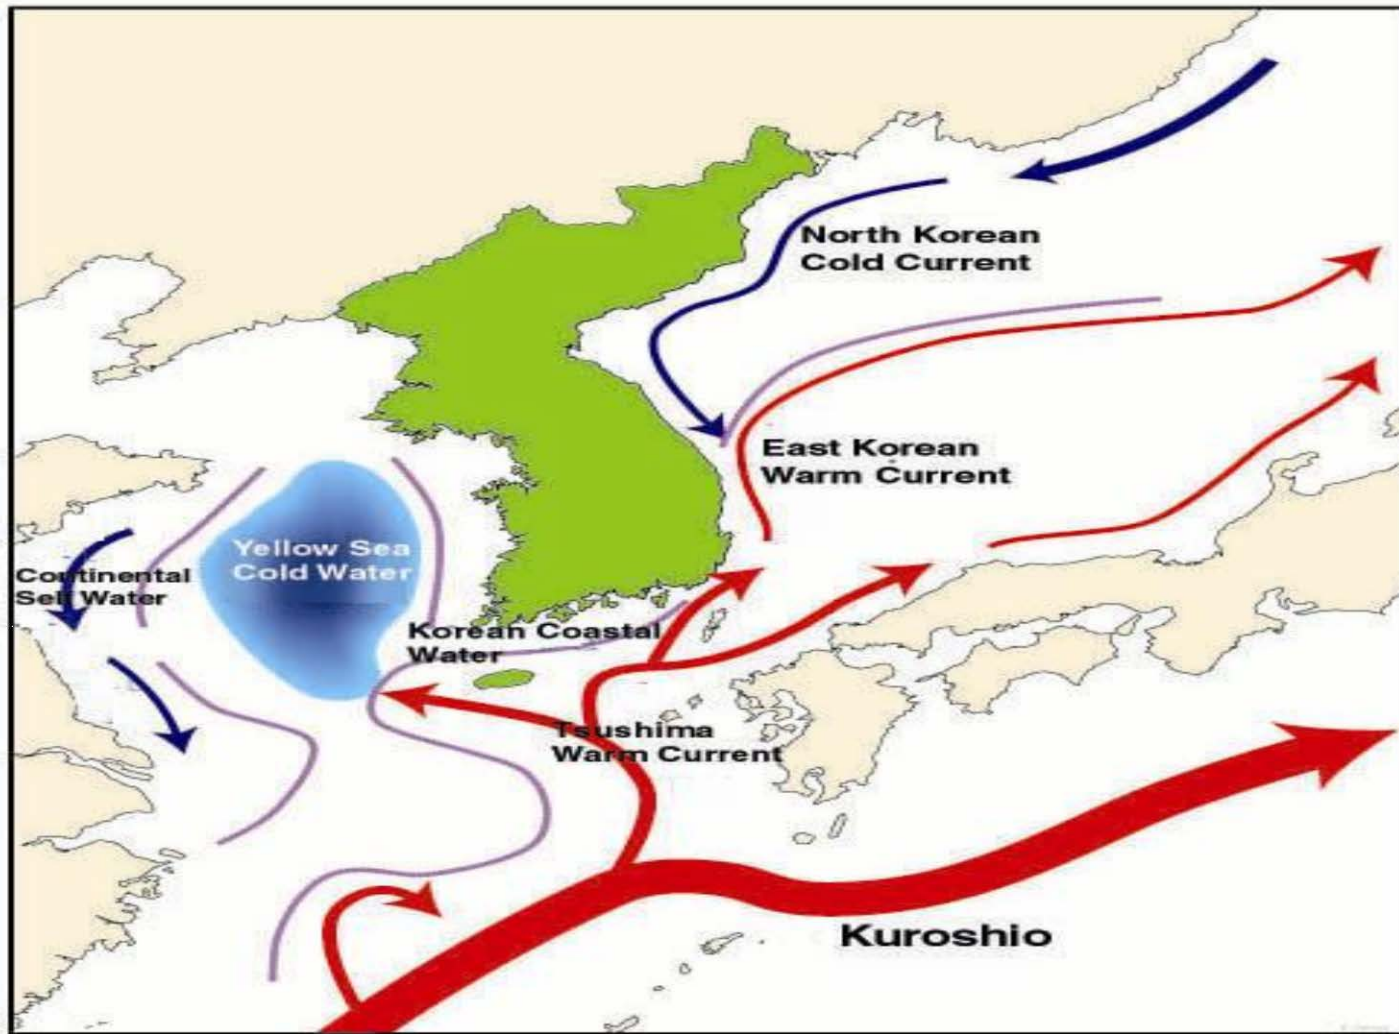 North Korean
Cold Current
East Korean
Warm Current
Yellow Sea
Cold Water
Continental
Self Water
Korean Coastal
Water
Tsushima
Warm Current
Kuroshio